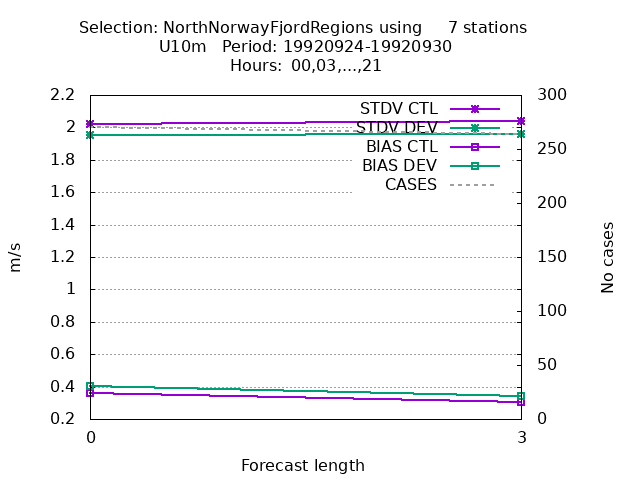 Selection: NorthNorwayFjordRegions using     7 stations
U10m   Period: 19920924-19920930
Hours:  00,03,...,21
2.2
2
1.8
1.6
1.4
1.2
1
0.8
0.6
0.4
0.2
m/s
STDV CTL
STDV DEV
BIAS CTL
BIAS DEV
CASES
300
250
200
150
100
50
0
No cases
0
3
Forecast length